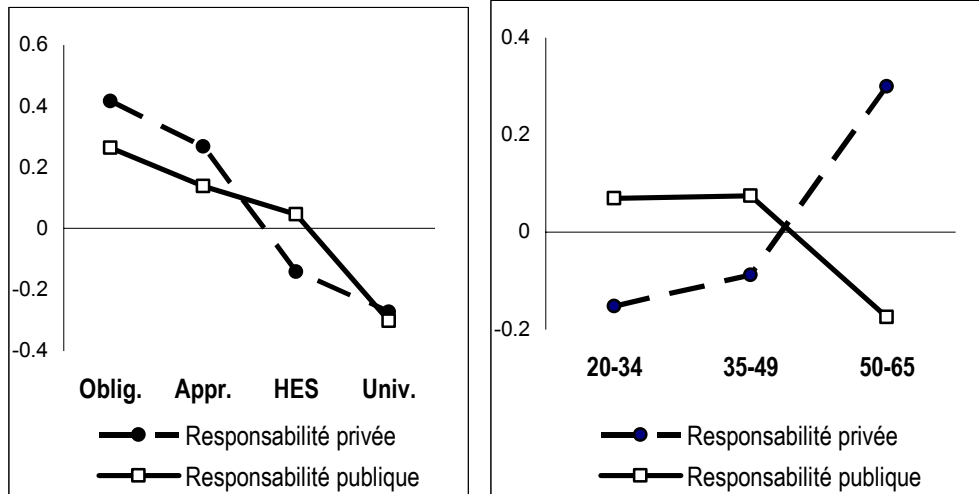 0.6
0.4
0.2
0
-0.2
-0.4
Oblig. Appr. HES Univ.
Responsabilité privée
Responsabilité publique
0.4
0.2
0
-0.2
20-34 35-49 50-65
Responsabilité privée
Responsabilité publique